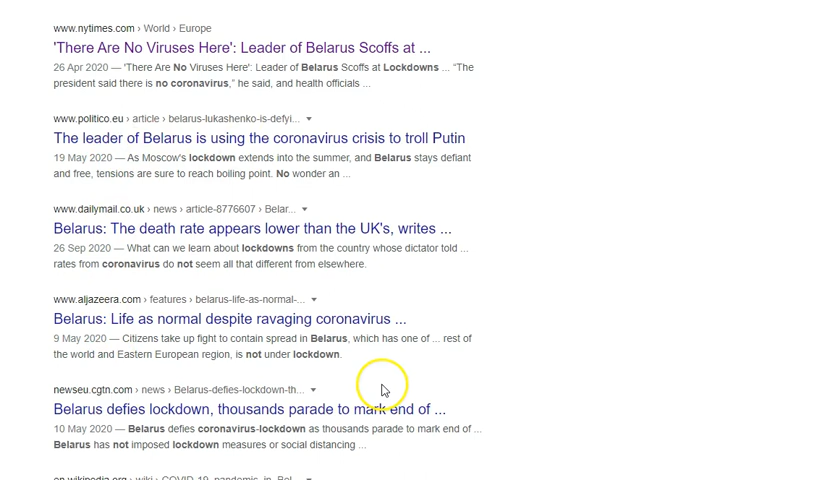 www.nytimes.com › World › Europe
'There Are No Viruses Here': Leader of Belarus Scoffs at ...
26 Apr 2020 — 'There Are No Viruses Here': Leader of Belarus Scoffs at Lockdowns ... “The
president said there is no coronavirus,” he said, and health officials ...
www.politico.eu › article › belarus-lukashenko-is-defyi...
The leader of Belarus is using the coronavirus crisis to troll Putin
19 May 2020 — As Moscow's lockdown extends into the summer, and Belarus stays defiant
and free, tensions are sure to reach boiling point. No wonder an ...
www.dailymail.co.uk › news › article-8776607 › Belar...
Belarus: The death rate appears lower than the UK's, writes ...
26 Sep 2020 — What can we learn about lockdowns from the country whose dictator told ...
rates from coronavirus do not seem all that different from elsewhere.
www.aljazeera.com › features › belarus-life-as-normal-...
Belarus: Life as normal despite ravaging coronavirus ...
9 May 2020 — Citizens take up fight to contain spread in Belarus, which has one of ... rest of
the world and Eastern European region, is not under lockdown.
newseu.cgtn.com › news › Belarus-defies-lockdown-th...
Belarus defies lockdown, thousands parade to mark end of ...
10 May 2020 — Belarus defies coronavirus-lockdown as thousands parade to mark end of ...
Belarus has not imposed lockdown measures or social distancing ...
en.wikipedia.org › wiki › COVID-19_pandemic_in_Bel...